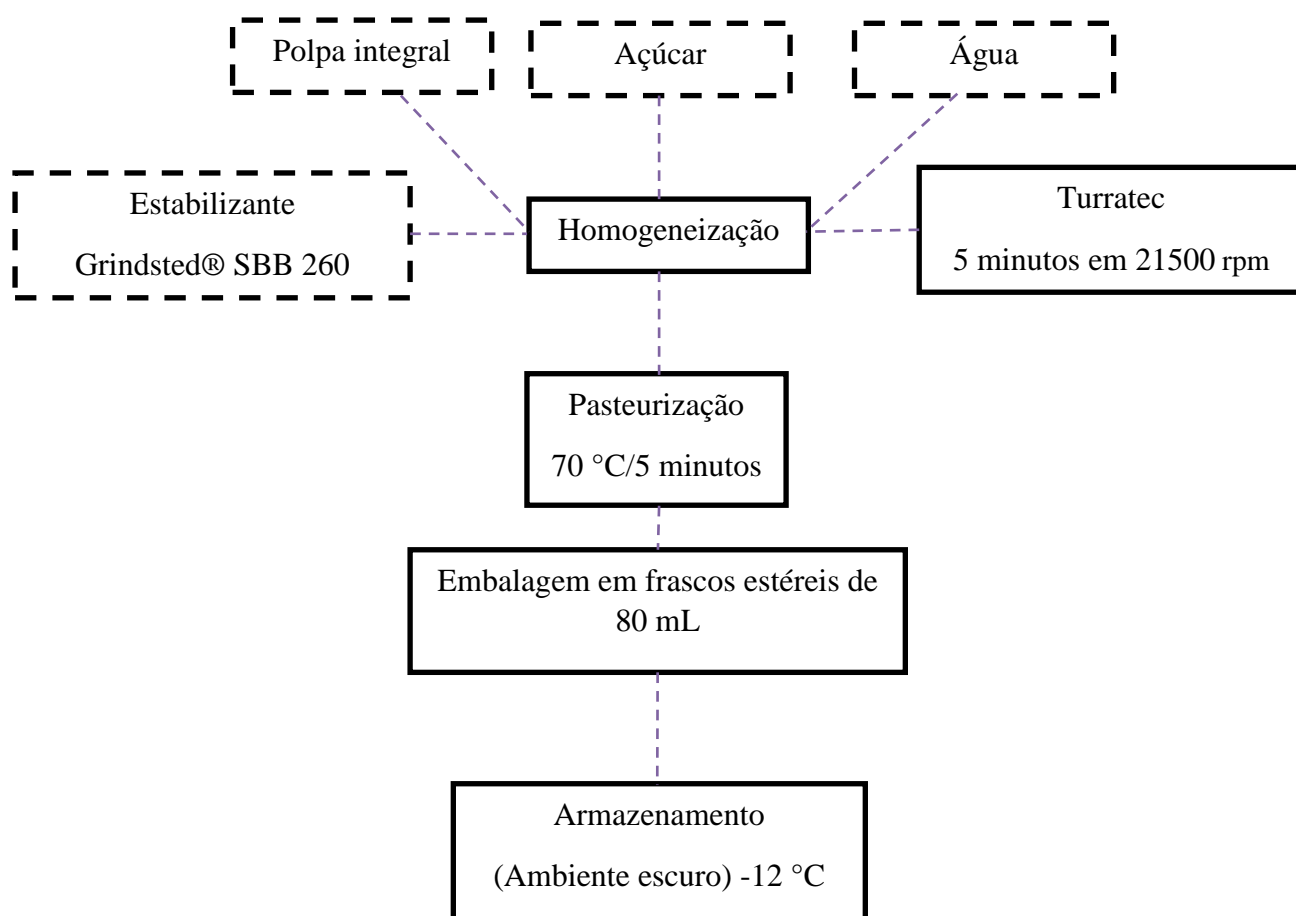 Polpa integral
Açúcar
Água
Estabilizante
Grindsted® SBB 260
Homogeneização
Turratec
5 minutos em 21500 rpm
Pasteurização
70 °C/5 minutos
Embalagem em frascos estéreis de
80 mL
Armazenamento
(Ambiente escuro) -12 °C